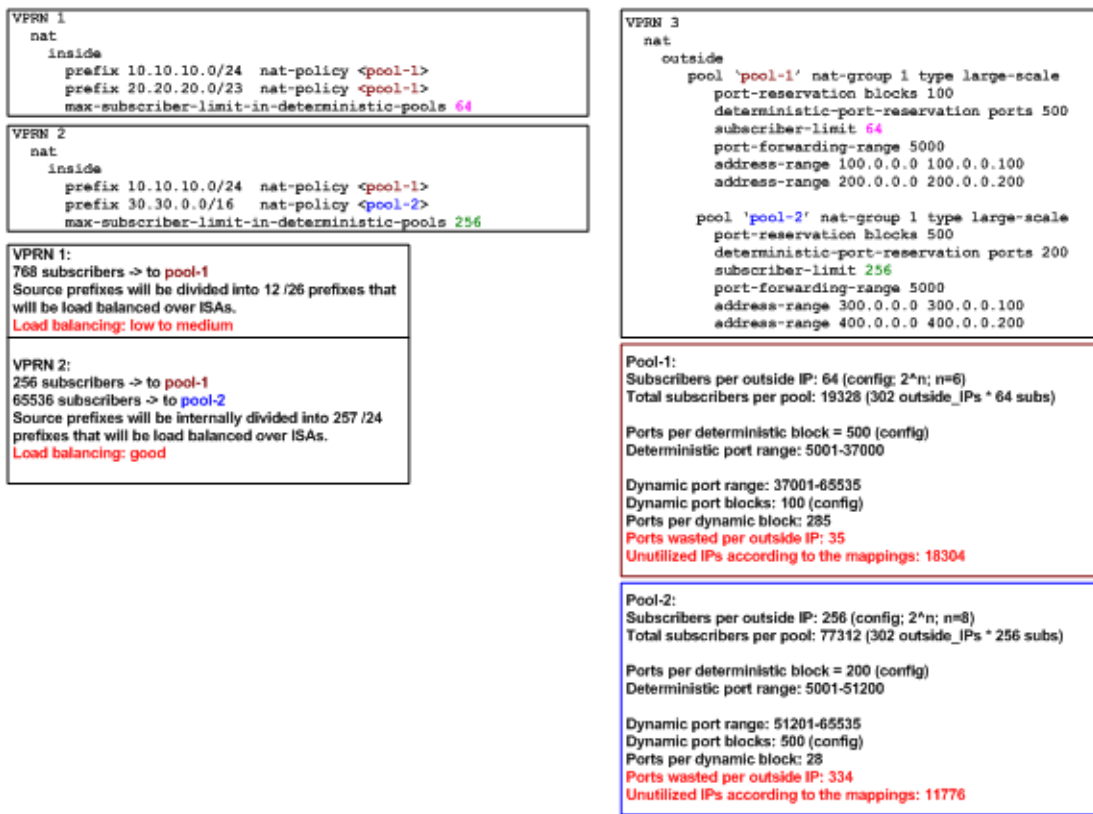 VPRN 1
nat
inside
prefix 10.10.10.0/24 nat-policy <pool-1>
prefix 20.20.20.0/23 nat-policy <pool-1>
max-subscriber-limit-in-deterministic-pools 64
VPRN 2
nat
inside
prefix 10.10.10.0/24 nat-policy <pool-1>
prefix 30.30.0.0/16 nat-policy <pool-2>
max-subscriber-limit-in-deterministic-pools 256
VPRN 1:
768 subscribers -> to pool-1
Source prefixes will be divided into 12 /26 prefixes that
will be load balanced over ISAs.
Load balancing: low to medium
VPRN 2:
256 subscribers -> to pool-1
65536 subscribers -> to pool-2
Source prefixes will be internally divided into 257 /24
prefixes that will be load balanced over ISAs.
Load balancing: good
VPRN 3
nat
outside
pool 'pool-1' nat-group 1 type large-scale
port-reservation blocks 100
deterministic-port-reservation ports 500
subscriber-limit 64
port-forwarding-range 5000
address-range 100.0.0.0 100.0.0.100
address-range 200.0.0.0 200.0.0.200
pool 'pool-2' nat-group 1 type large-scale
port-reservation blocks 500
deterministic-port-reservation ports 200
subscriber-limit 256
port-forwarding-range 5000
address-range 300.0.0.0 300.0.0.100
address-range 400.0.0.0 400.0.0.200
Pool-1:
Subscribers per outside IP: 64 (config; 2^n; n=6)
Total subscribers per pool: 19328 (302 outside_IPs * 64 subs)
Ports per deterministic block = 500 (config)
Deterministic port range: 5001-37000
Dynamic port range: 37001-65535
Dynamic port blocks: 100 (config)
Ports per dynamic block: 285
Ports wasted per outside IP: 35
Unutilized IPs according to the mappings: 18304
Pool-2:
Subscribers per outside IP: 256 (config; 2^n; n=8)
Total subscribers per pool: 77312 (302 outside_IPs * 256 subs)
Ports per deterministic block = 200 (config)
Deterministic port range: 5001-51200
Dynamic port range: 51201-65535
Dynamic port blocks: 500 (config)
Ports per dynamic block: 28
Ports wasted per outside IP: 334
Unutilized IPs according to the mappings: 11776